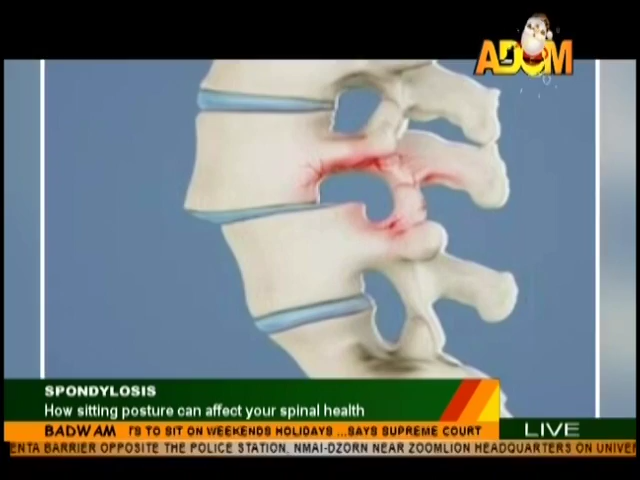 ADOM
SPONDYLOSIS
How sitting posture can affect your spinal health
BADWAM TS TO SIT ON WEEKENDS HOLIDAYS ...SAYS SUPREME COURT
LIVE
ENTA BARRIER OPPOSITE THE POLICE STATION, NMAI-DZORN NEAR ZOOMLION HEADQUARTERS ON UNIVER